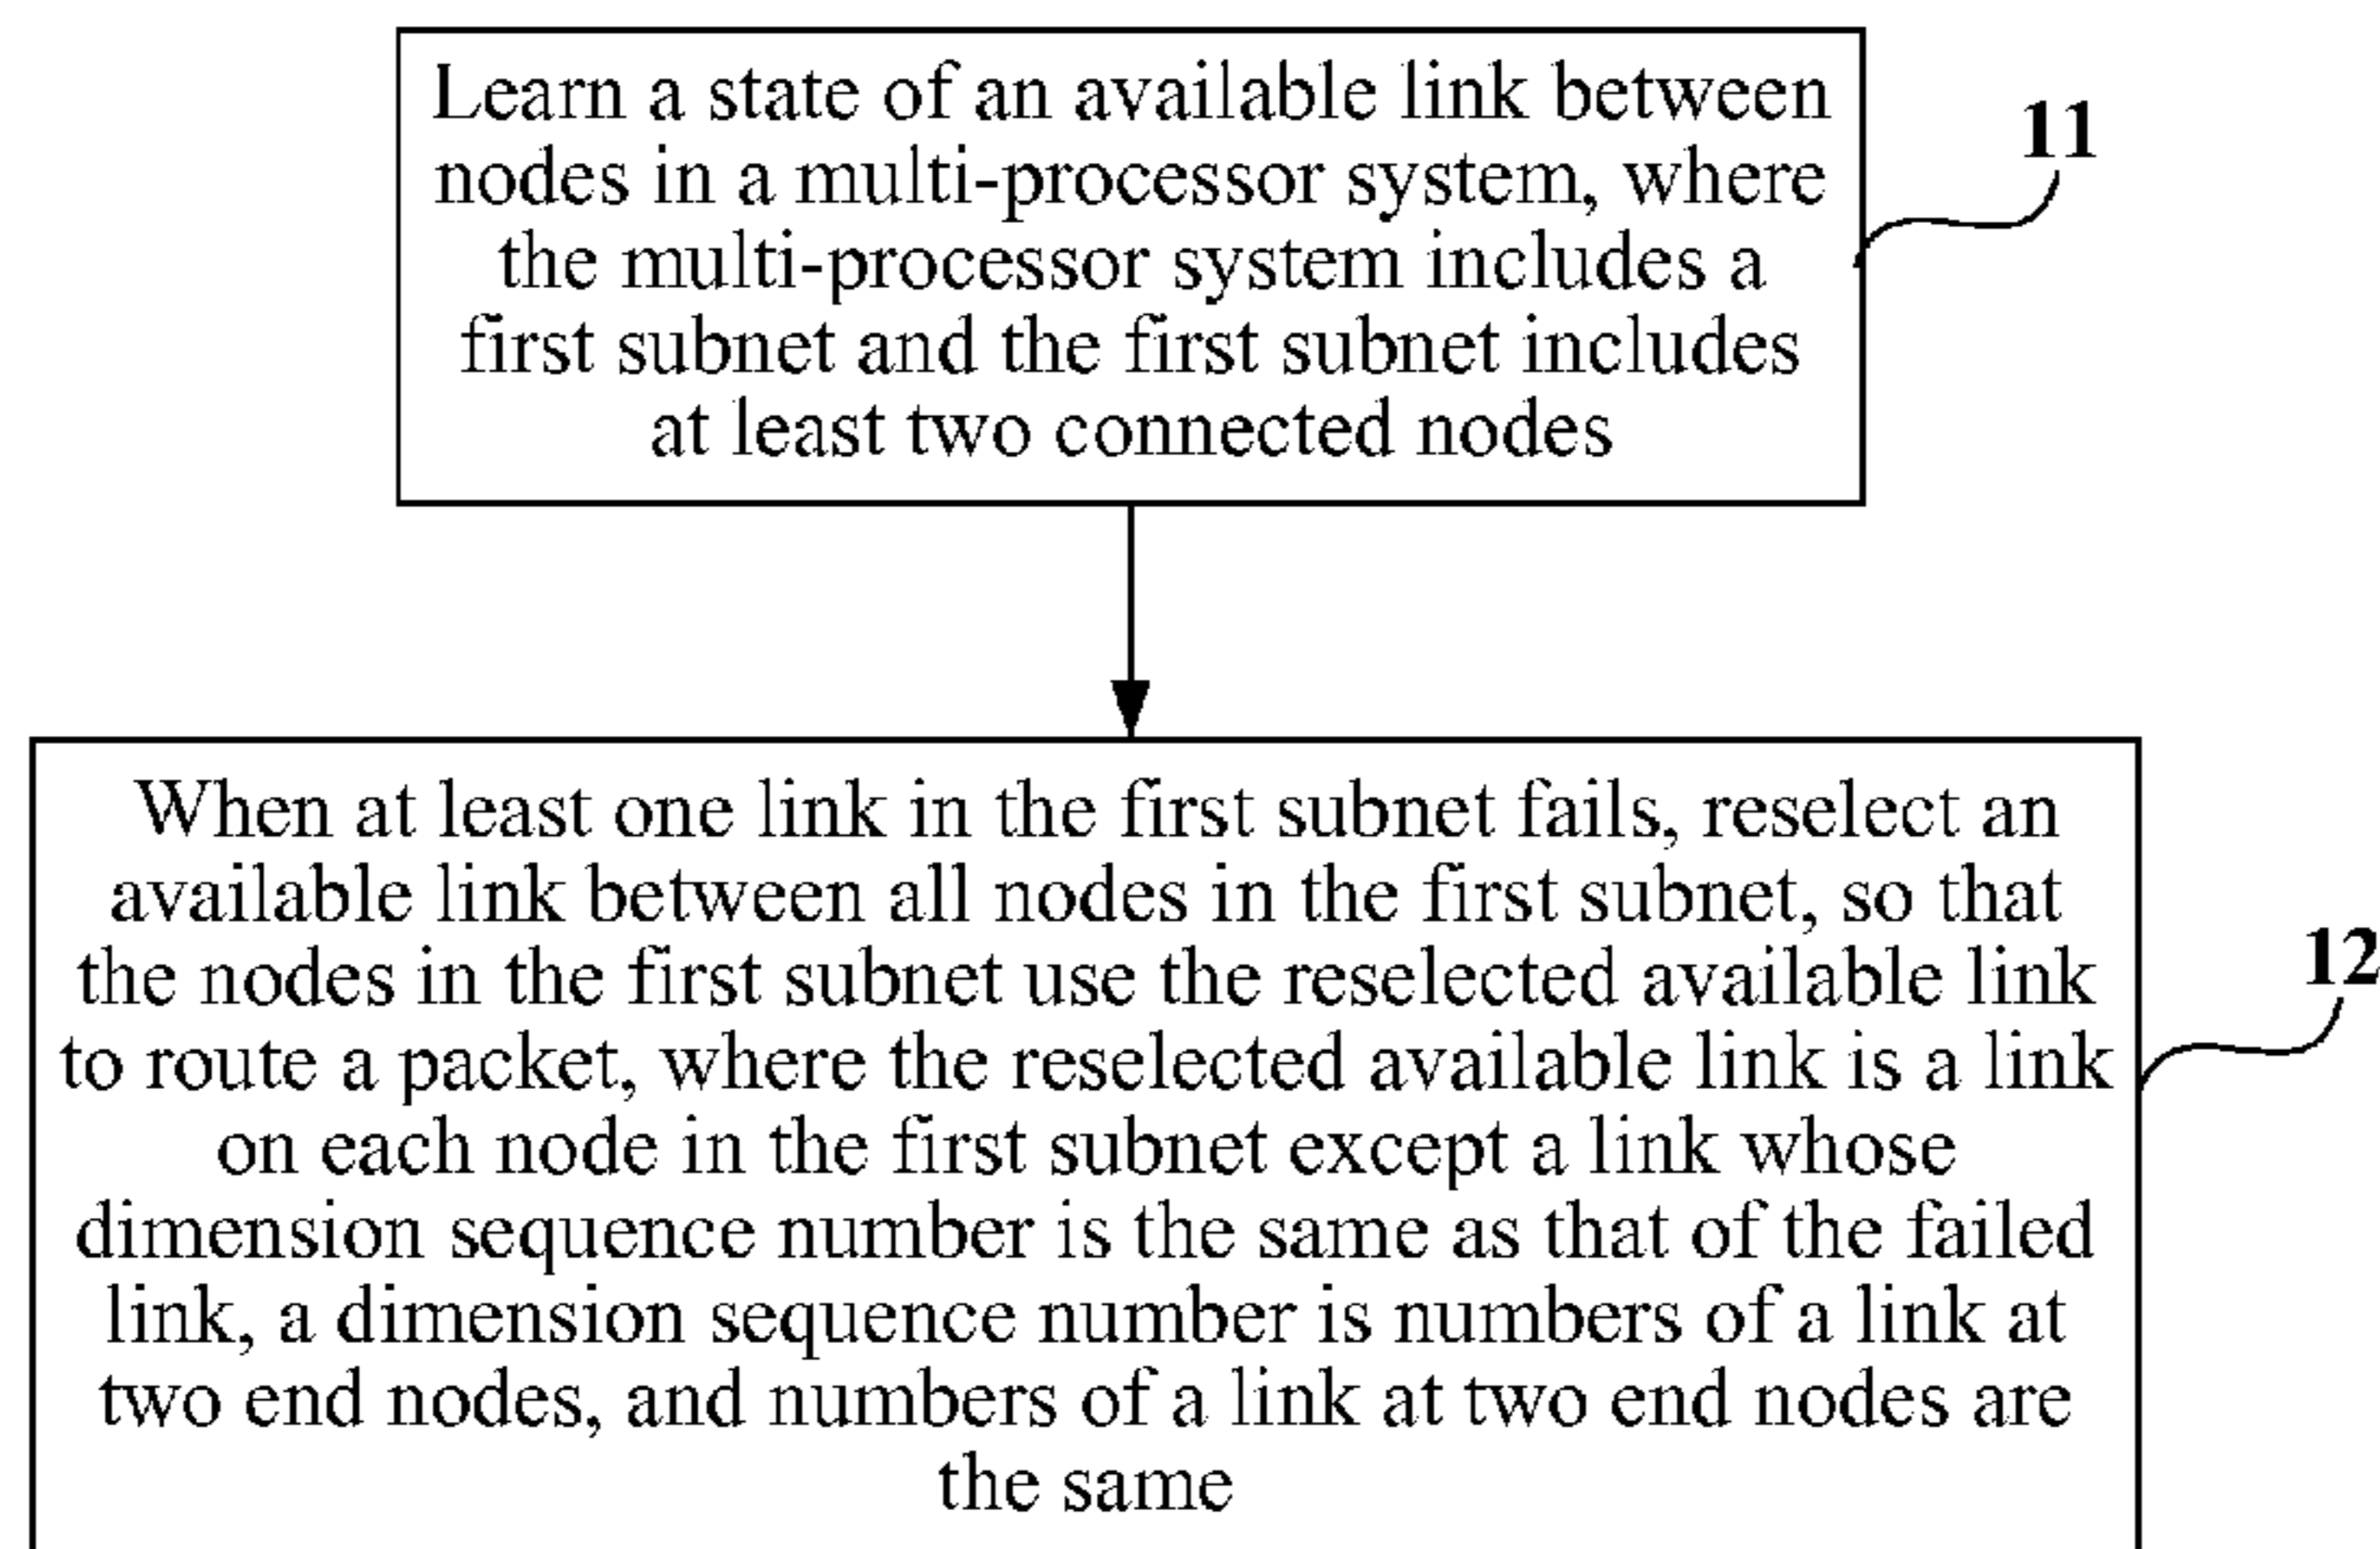 Learn a state of an available link between
nodes in a multi-processor system, where
the multi-processor system includes a
first subnet and the first subnet includes
at least two connected nodes
11
When at least one link in the first subnet fails, reselect an
available link between all nodes in the first subnet, so that
the nodes in the first subnet use the reselected available link
to route a packet, where the reselected available link is a link
on each node in the first subnet except a link whose
dimension sequence number is the same as that of the failed
link, a dimension sequence number is numbers of a link at
two end nodes, and numbers of a link at two end nodes are
the same
12